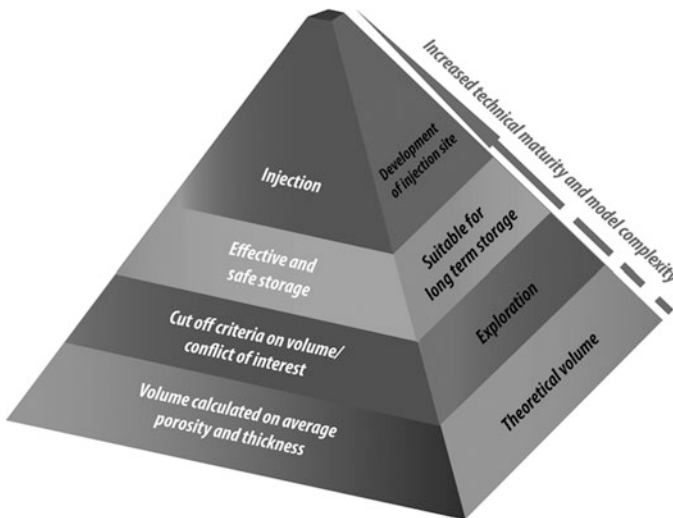 Increased technical maturity and model complexity
Injection
Development
of injection site
Effective and
safe storage
Suitable for
long term storage
Cut off criteria on volume/
conflict of interest
Exploration
Volume calculated on average
porosity and thickness
Theoretical volume